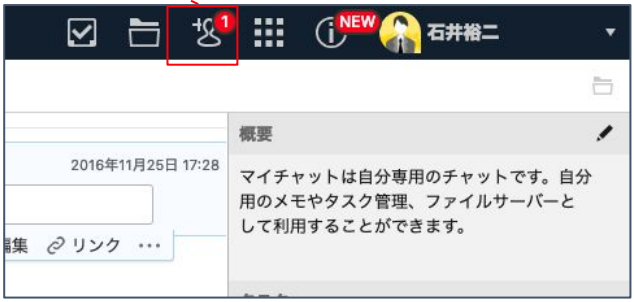 1
NEW
石井裕二
概要
2016年11月25日 17:28
マイチャットは自分専用のチャットです。自分
用のメモやタスク管理、ファイルサーバーと
して利用することができます。
編集 リンク ...